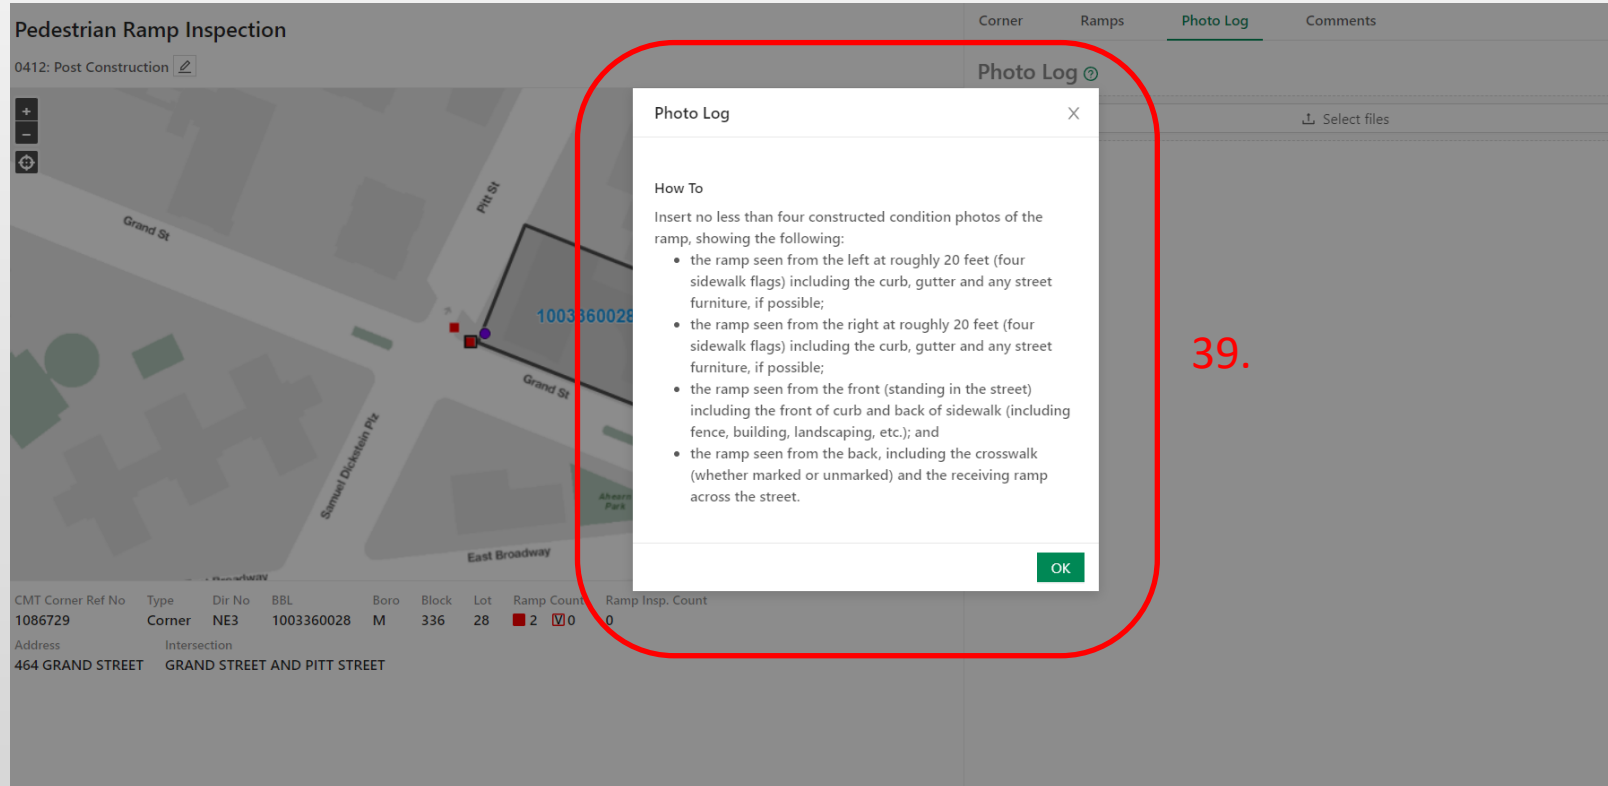 Pedestrian Ramp Inspection
0412: Post Construction
Corner Ramps Photo Log Comments
Photo Log
Select files
+
−
Grand St
Pitt St
1003360028
Grand St
Samuel Dickstein Plz
Ahearn
Park
East Broadway
Photo Log
How To
Insert no less than four constructed condition photos of the
ramp, showing the following:
• the ramp seen from the left at roughly 20 feet (four
sidewalk flags) including the curb, gutter and any street
furniture, if possible;
• the ramp seen from the right at roughly 20 feet (four
sidewalk flags) including the curb, gutter and any street
furniture, if possible;
• the ramp seen from the front (standing in the street)
including the front of curb and back of sidewalk (including
fence, building, landscaping, etc.); and
• the ramp seen from the back, including the crosswalk
(whether marked or unmarked) and the receiving ramp
across the street.
OK
39.
CMT Corner Ref No Type Dir No BBL Boro Block Lot Ramp Count Ramp Insp. Count
1086729 Corner NE3 1003360028 M 336 28 2 V 0 0
Address Intersection
464 GRAND STREET GRAND STREET AND PITT STREET